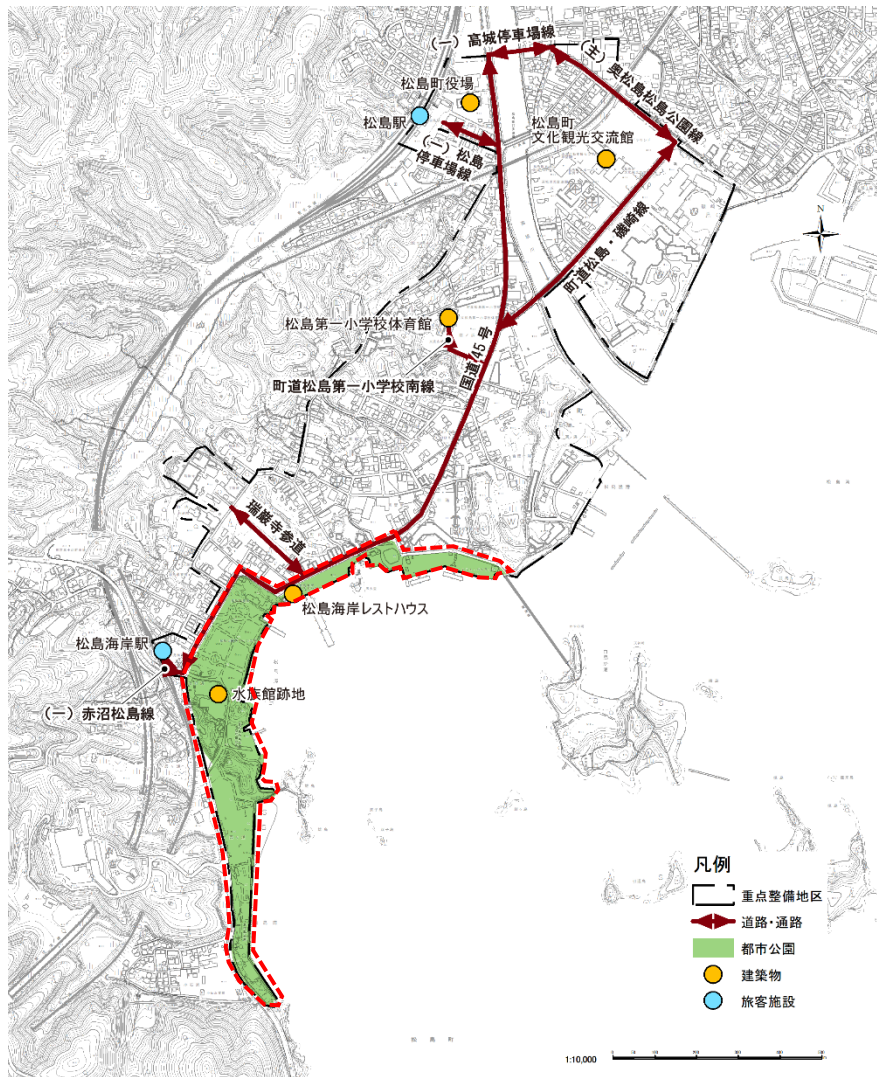 (一) 高城停車場線
(主) 奥松島松島公園線
松島町役場
松島駅
(一) 松島
停車場線
松島町
文化観光交流館
町道松島・磯崎線
N
松島第一小学校体育館
国道45号
町道松島第一小学校南線
瑞巌寺参道
松島海岸レストハウス
松島海岸駅
水族館跡地
(一) 赤沼松島線
凡例
重点整備地区
道路・通路
都市公園
建築物
旅客施設
松島町
1:10,000